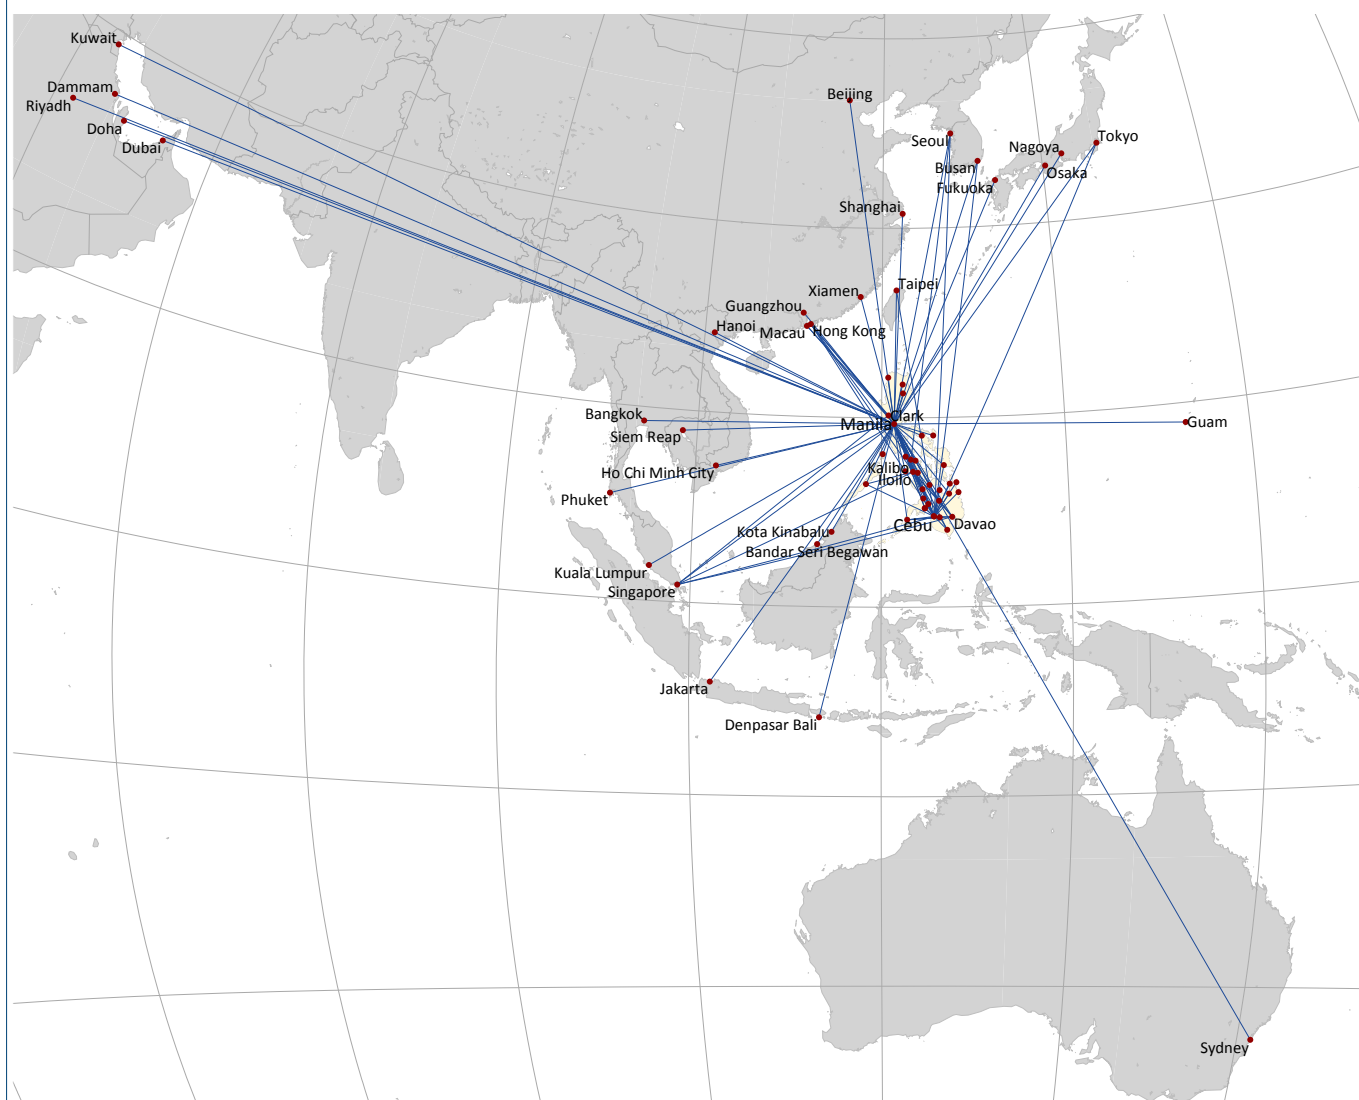 Kuwait
Dammam
Riyadh
Doha
Dubai
Beijing
Seoul
Busan
Fukuoka
Nagoya
Osaka
Tokyo
Shanghai
Xiamen
Taipei
Guangzhou
Hanoi
Macau
Hong Kong
Bangkok
Siem Reap
Clark
Manila
Guam
Ho Chi Minh City
Kalibo
Iloilo
Phuket
Cebu
Davao
Kota Kinabalu
Bandar Seri Begawan
Kuala Lumpur
Singapore
Jakarta
Denpasar Bali
Sydney